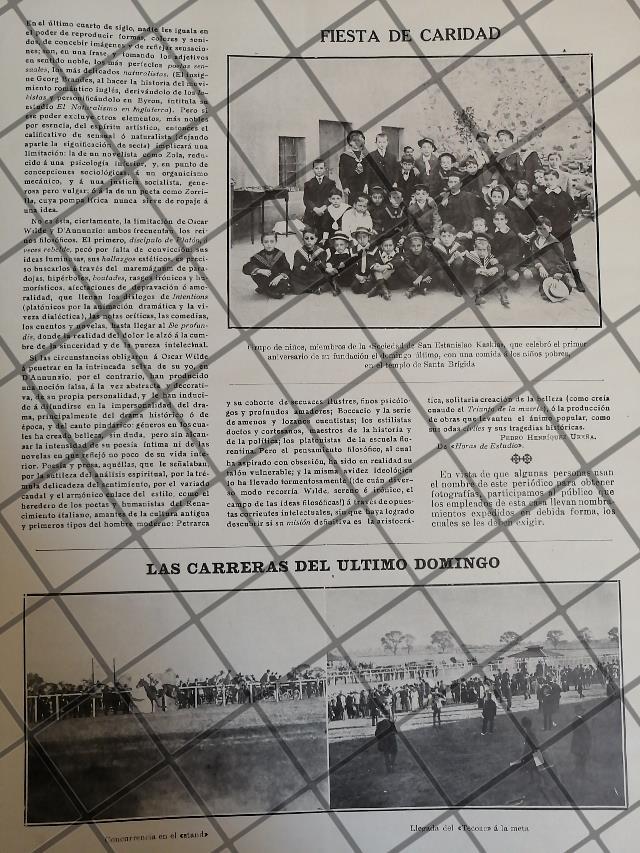 En el último cuarto de siglo, nadie les iguala en
el poder de reproducir formas, colores y soni-
dos, de concebir imágenes y de reflejar sensacio-
nes; son, en una frase y tomando los adjetivos
en sentido noble, los más perfectos poetas sen-
suales, los más delicados naturalistas. (El insig-
ne Georg Brandes, al hacer la historia del movi-
miento romántico inglés, derivándolo de los la-
kistas y personificándolo en Byron, intitula su
estudio El Naturalismo en Inglaterra). Pero si
ese poder excluye otros elementos, más nobles
por esencia, del espíritu artístico, entonces el
calificativo de sensual ó naturalista (dejando
aparte la significación de secta) implicará una
limitación: la de un novelista como Zola, redu-
cido á una psicología inferior, y, en punto de
concepciones sociológicas, á un organicismo
mecánico, y á una justicia socialista, gene-
rosa pero vulgar; ó la de un poeta como Zorri-
lla, cuya pompa lírica nunca sirve de ropaje á
una idea.
No es ésta, ciertamente, la limitación de Oscar
Wilde y D'Annunzio: ambos frecuentan los rei-
nos filosóficos. El primero, discípulo de Platón, á
veces rebelde, pecó por falta de convicción: sus
ideas luminosas, sus hallazgos estéticos, es preci-
so buscarlos á través del maremágnum de para-
dojas, hipérboles, boutades, rasgos irónicos y hu-
morísticos, afectaciones de depravación ó amo-
ralidad, que llenan los diálogos de Intentions
(platónicos por la animación dramática y la vi-
veza dialéctica), las notas críticas, las comedias,
los cuentos y novelas, hasta llegar al De profun-
dis, donde la realidad del dolor le alzó á la cum-
bre de la sinceridad y de la pureza intelectual.
Si las circunstancias obligaron á Oscar Wilde
á penetrar en la intrincada selva de su yo, en
D'Annunzio, por el contrario, han producido
una noción falsa, á la vez abstracta y decorati-
va, de su propia personalidad, y le han induci-
do á difundirse en la impersonalidad del dra-
ma, principalmente del drama histórico ó de
época, y del canto pindárico: géneros en los cua-
les ha creado belleza, sin duda, pero sin alcan-
zar la intensidad de su poesía íntima ni de las
novelas en que reflejó no poco de su vida inte-
rior. Poesía y prosa, aquellas, que le señalaban,
por la sutileza del análisis espiritual, por la tré-
mula delicadeza del sentimiento, por el variado
caudal y el armónico enlace del estilo, como el
heredero de los poetas y humanistas del Rena-
cimiento italiano, amantes de la cultura antigua
y primeros tipos del hombre moderno: Petrarca
FIESTA DE CARIDAD
Grupo de niños, miembros de la «Sociedad de San Estanislao Kaskia», que celebró el primer
aniversario de su fundación el domingo último, con una comida á los niños pobres,
en el templo de Santa Brígida
y su cohorte de secuaces ilustres, finos psicólo-
gos y profundos amadores; Boccacio y la serie
de amenos y lozanos cuentistas; los estilistas
doctos y cortesanos, maestros de la historia y
de la política; los platonistas de la escuela flo-
rentina. Pero el pensamiento filosófico, al cual
ha aspirado con obsesión, ha sido en realidad su
talón vulnerable; y la misma avidez ideológica
lo ha llevado tormentosamente (¡de cuán diver-
so modo recorría Wilde, sereno é irónico, el
campo de las ideas filosóficas!) á través de opues-
tas corrientes intelectuales, sin que haya logrado
descubrir si su misión definitiva es la aristocrá-
tica, solitaria creación de la belleza (como creía
cuando el Triunfo de la muerte), ó la producción
de obras que levanten el ánimo popular, como
sus odas civiles y sus tragedias históricas.
Pedro Henríquez Ureña.
De «Horas de Estudio».
En vista de que algunas personas usan
el nombre de este periódico para obtener
fotografías, participamos al público que
los empleados de esta casa llevan nombra-
mientos expedidos en debida forma, los
cuales se les deben exigir.
LAS CARRERAS DEL ULTIMO DOMINGO
Concurrencia en el «stand»
Llegada del «Tecoac» á la meta